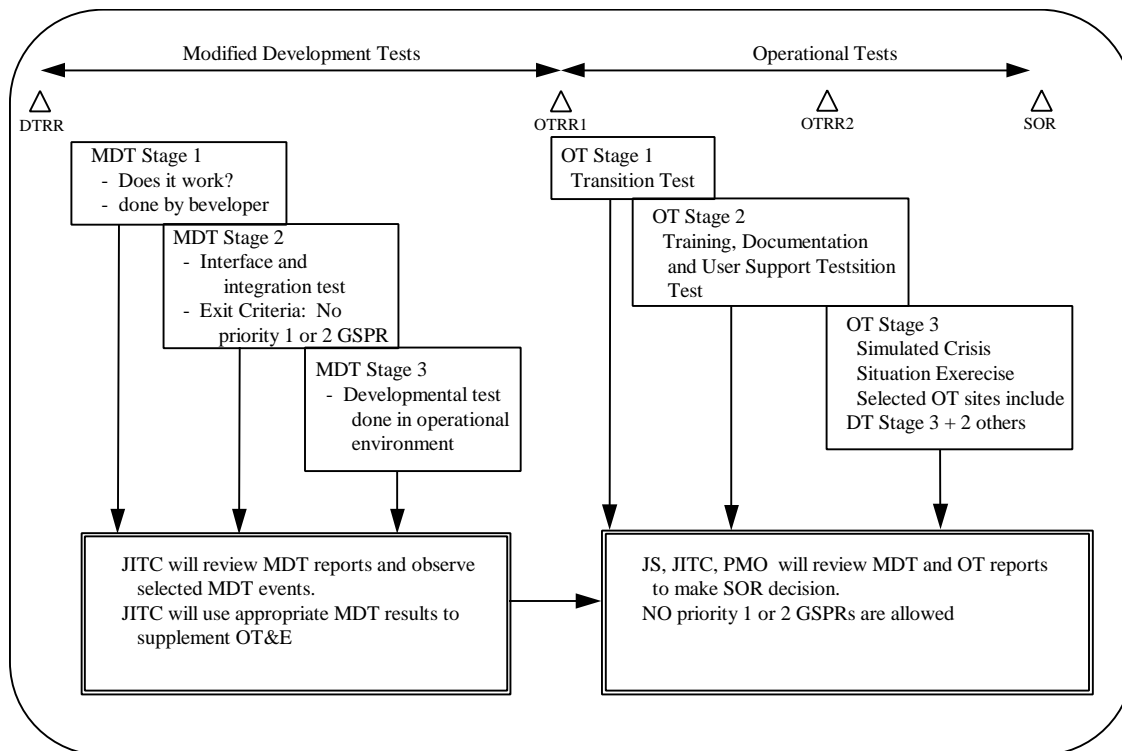 Modified Development Tests
Operational Tests
DTRR
OTRR1
OTRR2
SOR
MDT Stage 1
- Does it work?
- done by beveloper
MDT Stage 2
- Interface and
integration test
- Exit Criteria: No
priority 1 or 2 GSPR
MDT Stage 3
- Developmental test
done in operational
environment
OT Stage 1
Transition Test
OT Stage 2
Training, Documentation
and User Support Testsition
Test
OT Stage 3
Simulated Crisis
Situation Exerecise
Selected OT sites include
DT Stage 3 + 2 others
JITC will review MDT reports and observe
selected MDT events.
JITC will use appropriate MDT results to
supplement OT&E
JS, JITC, PMO will review MDT and OT reports
to make SOR decision.
NO priority 1 or 2 GSPRs are allowed